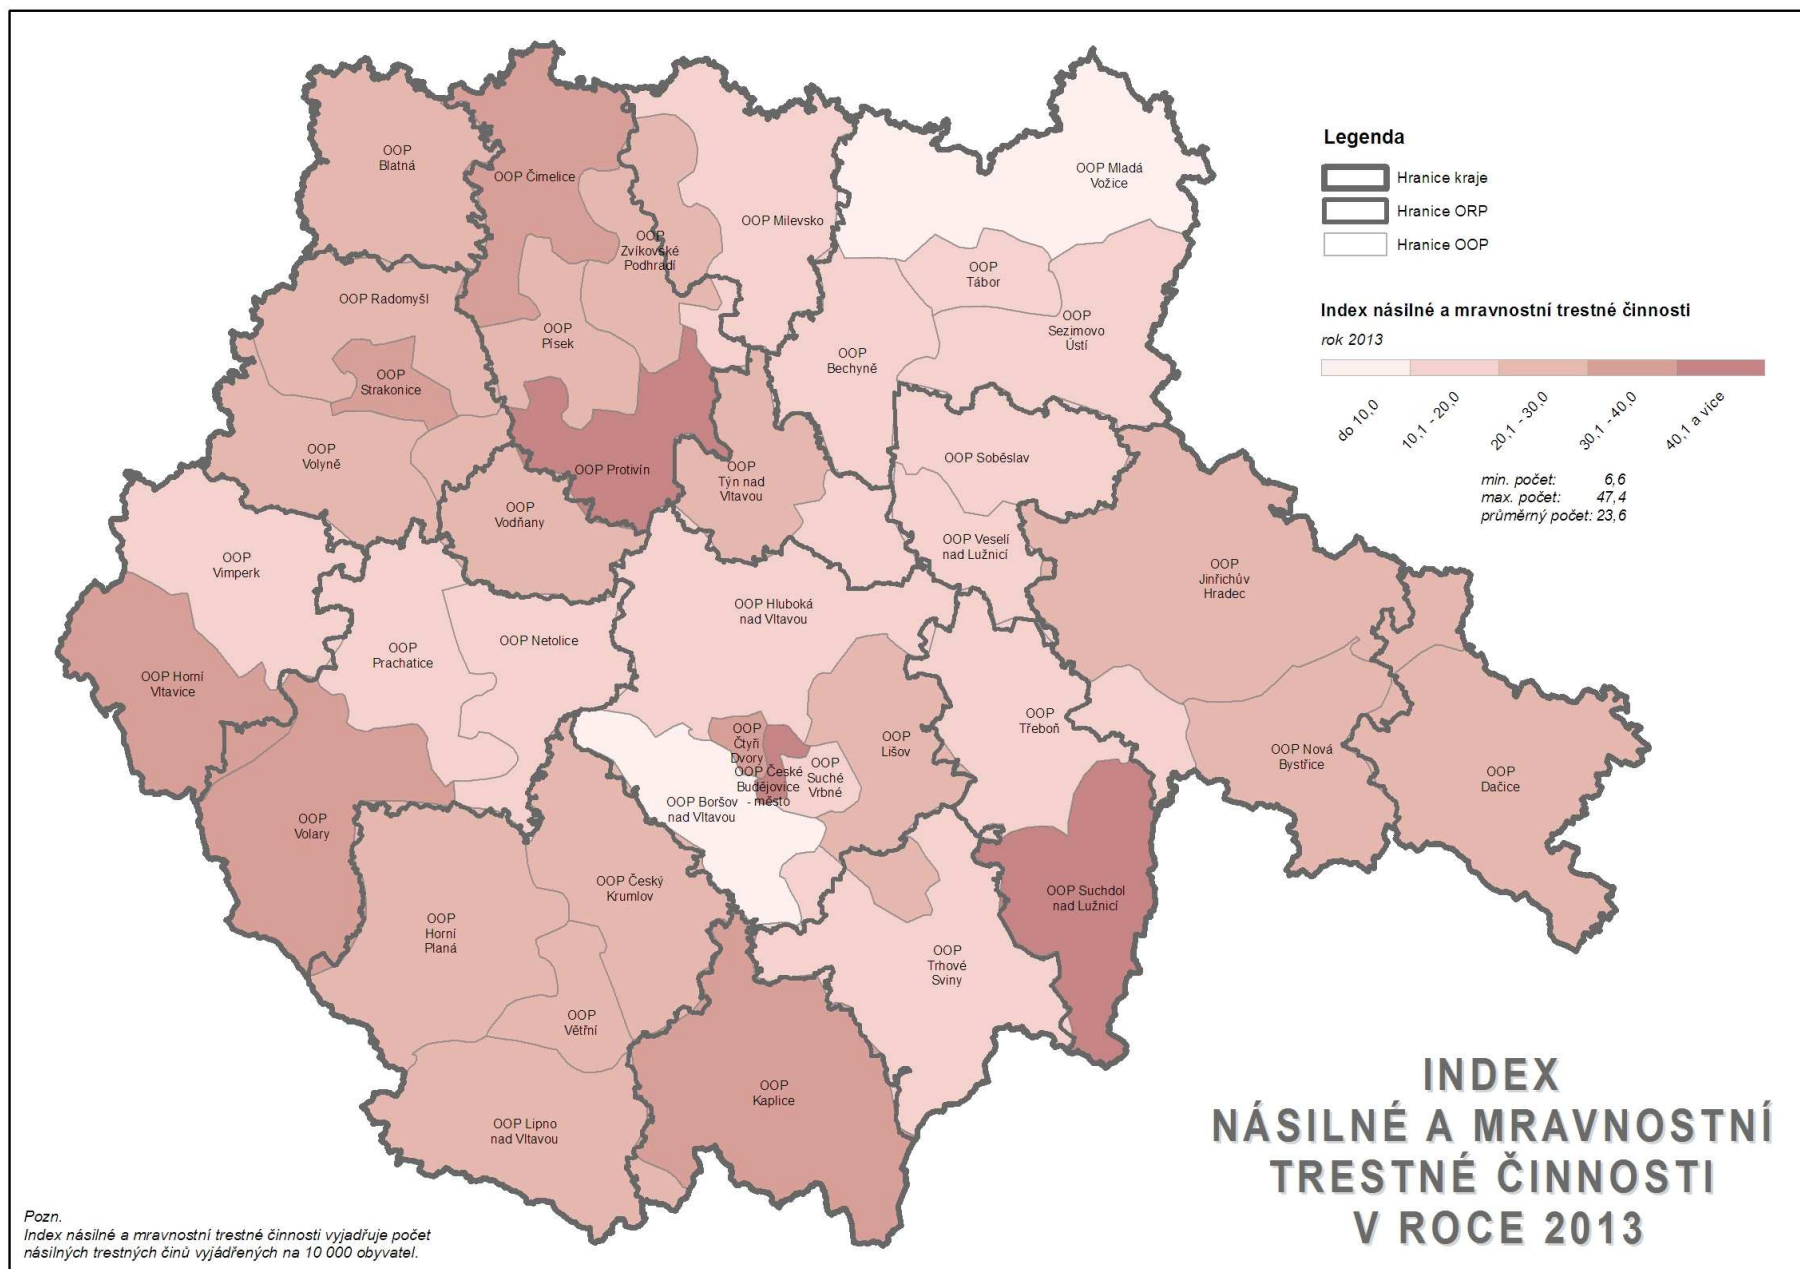 OOP
Blatná
OOP Čimelice
OOP Mladá
Vožice
OOP Milevsko
OOP
Zvíkovské
Podhradí
OOP
Tábor
OOP Radomyšl
OOP
Písek
OOP
Sezimovo
Ústí
OOP
Bechyně
OOP
Strakonice
OOP
Volyně
OOP Protivín
OOP
Týn nad
Vltavou
OOP Soběslav
OOP
Vodňany
OOP
Vimperk
OOP Veselí
nad Lužnicí
OOP
Jinřichův
Hradec
OOP Hluboká
nad Vltavou
OOP
Prachatice
OOP Netolice
OOP Horní
Vltavice
OOP
Třeboň
OOP
Čtyři
Dvory
OOP
Lišov
OOP České
Budějovice
- město
OOP
Suché
Vrbné
OOP Nová
Bystřice
OOP
Dačice
OOP Boršov
nad Vltavou
OOP
Volary
OOP Český
Krumlov
OOP Suchdol
nad Lužnicí
OOP
Horní
Planá
OOP
Trhové
Sviny
OOP
Větřní
OOP
Kaplice
OOP Lipno
nad Vltavou
Legenda
Hranice kraje
Hranice ORP
Hranice OOP
Index násilné a mravnostní trestné činnosti
rok 2013
do 10,0
10,1 - 20,0
20,1 - 30,0
30,1 - 40,0
40,1 a více
min. počet: 6,6
max. počet: 47,4
průměrný počet: 23,6
INDEX
NÁSILNÉ A MRAVNOSTNÍ
TRESTNÉ ČINNOSTI
V ROCE 2013
Pozn.
Index násilné a mravnostní trestné činnosti vyjadřuje počet
násilných trestných činů vyjádřených na 10 000 obyvatel.